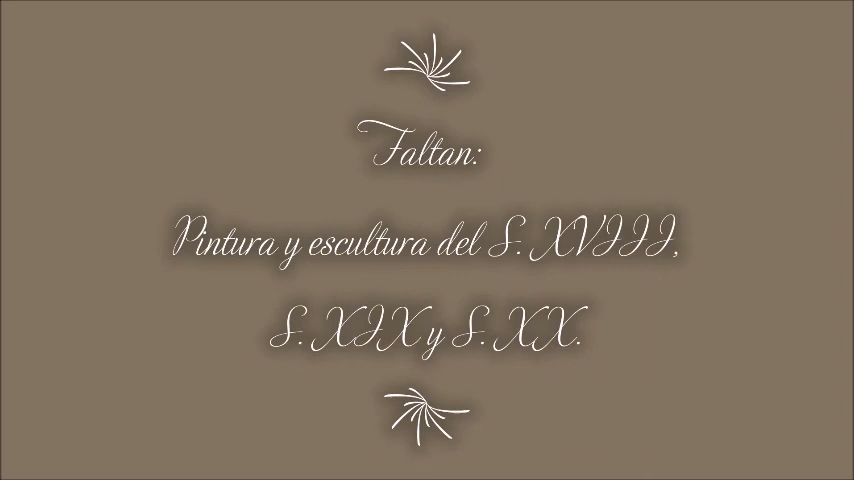 Faltan:
Pintura y escultura del S. XVIII,
S. XIX y S. XX.